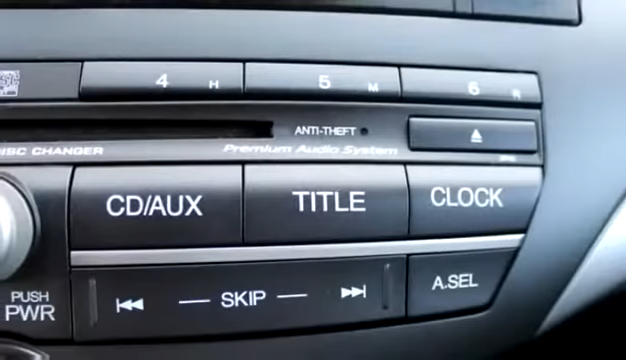 4 H 5 M 6 R
ANTI-THEFT
DISC CHANGER Premium Audio System
CD/AUX TITLE CLOCK
SKIP A.SEL
PUSH
PWR